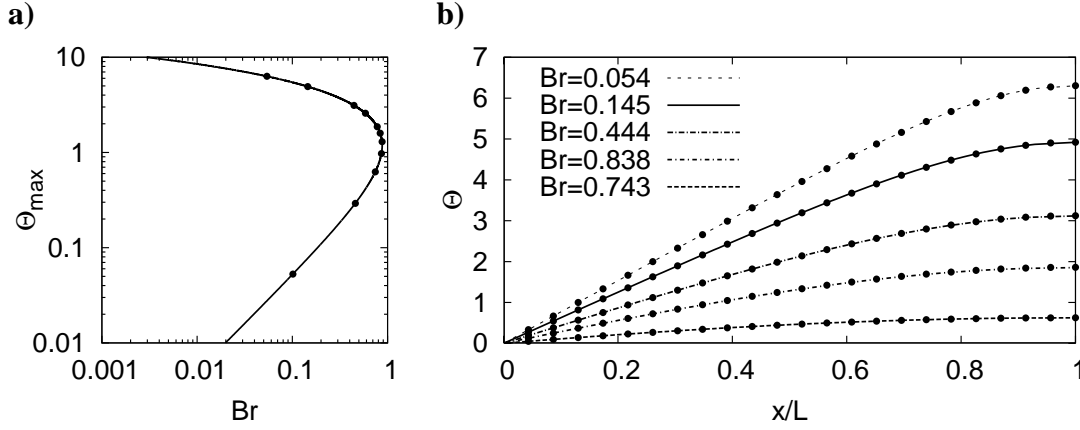 a)
10
1
0.1
0.01
Θmax
0.001 0.01 0.1 1
Br
b)
7
6
5
4
3
2
1
0
Θ
Br=0.054
Br=0.145
Br=0.444
Br=0.838
Br=0.743
0 0.2 0.4 0.6 0.8 1
x/L